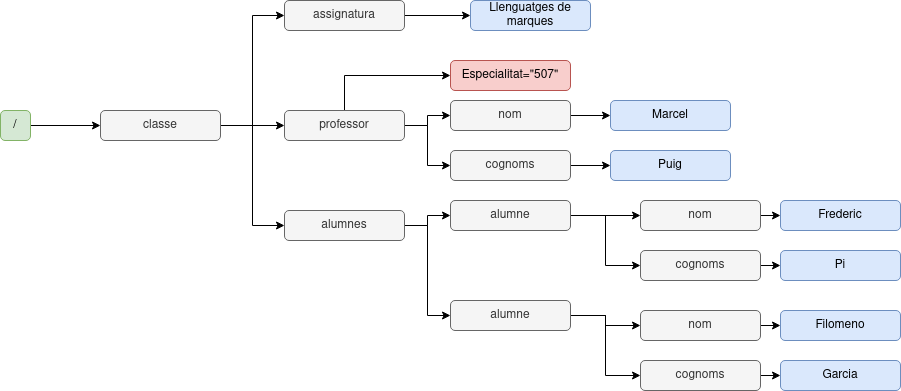 assignatura
Llenguatges de
marques
Especialitat="507"
/
classe
professor
nom
Marcel
cognoms
Puig
alumnes
alumne
nom
Frederic
cognoms
Pi
alumne
nom
Filomeno
cognoms
Garcia